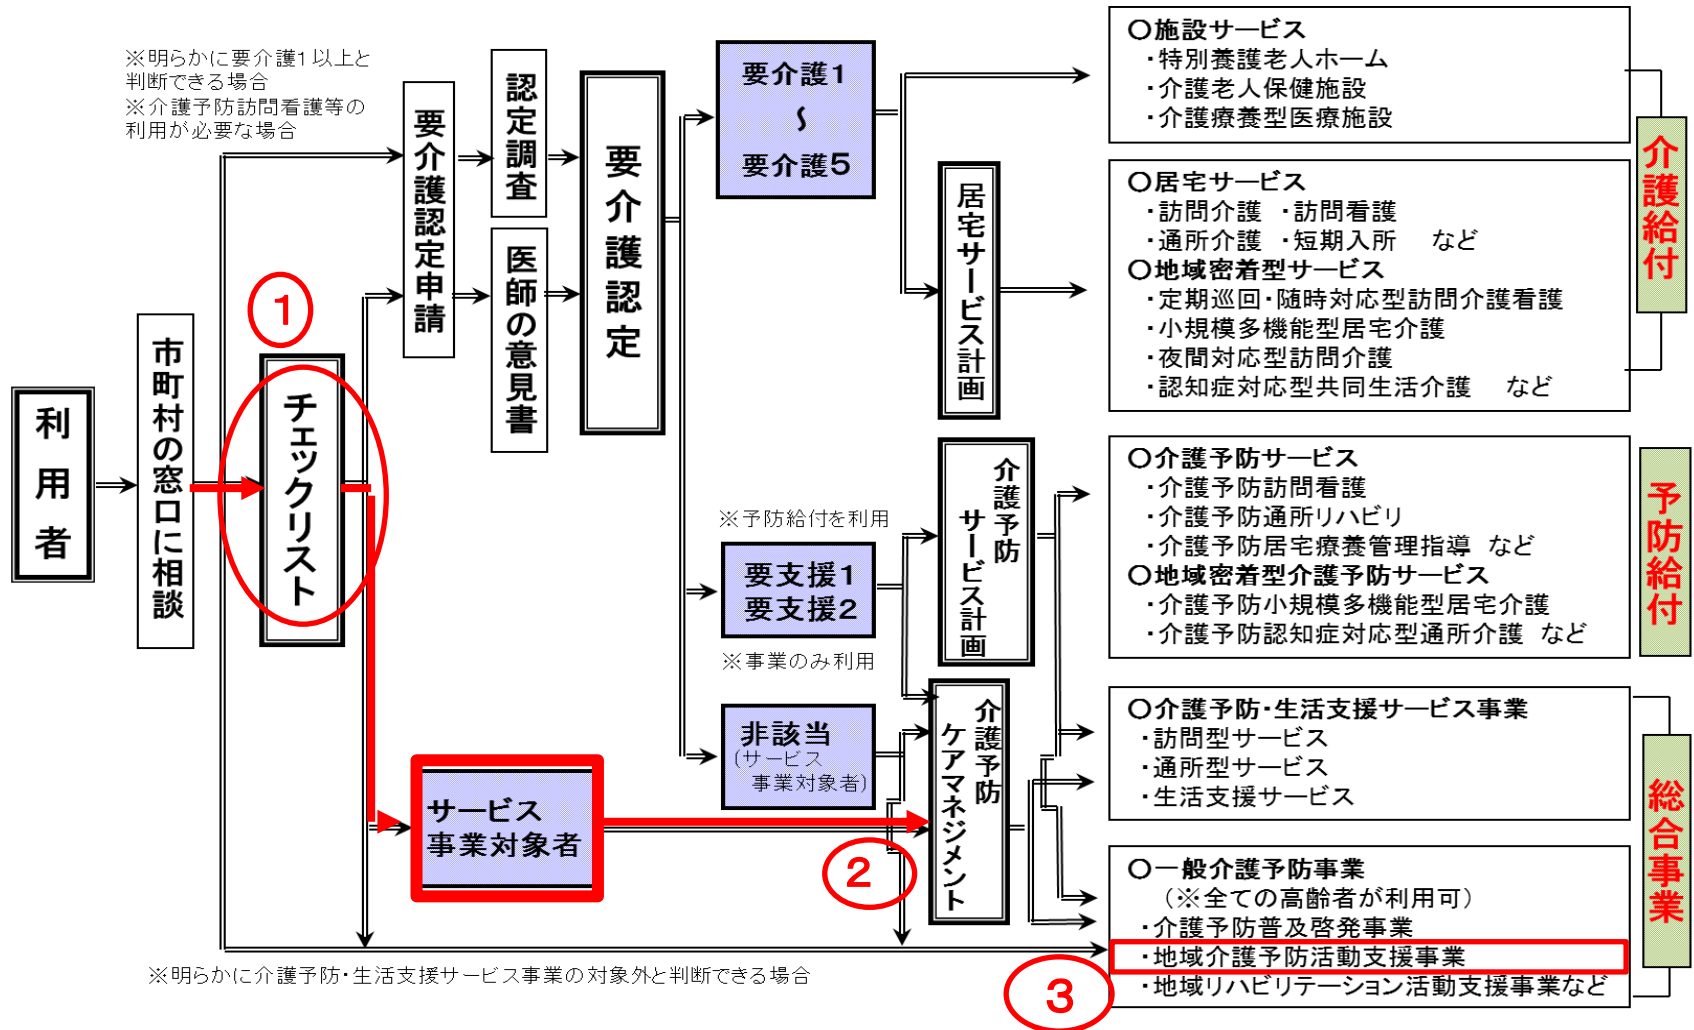 ※明らかに要介護1以上と
判断できる場合
※介護予防訪問看護等の
利用が必要な場合
利用者
市町村の窓口に相談
①
チェックリスト
要介護認定申請
認定調査
医師の意見書
要介護認定
要介護1
～
要介護5
※予防給付を利用
要支援1
要支援2
※事業のみ利用
非該当
(サービス
事業対象者)
サービス
事業対象者
②
居宅サービス計画
介護予防
サービス計画
介護予防
ケアマネジメント
○施設サービス
・特別養護老人ホーム
・介護老人保健施設
・介護療養型医療施設
○居宅サービス
・訪問介護 ・訪問看護
・通所介護 ・短期入所 など
○地域密着型サービス
・定期巡回・随時対応型訪問介護看護
・小規模多機能型居宅介護
・夜間対応型訪問介護
・認知症対応型共同生活介護 など
介護給付
○介護予防サービス
・介護予防訪問看護
・介護予防通所リハビリ
・介護予防居宅療養管理指導 など
○地域密着型介護予防サービス
・介護予防小規模多機能型居宅介護
・介護予防認知症対応型通所介護 など
予防給付
○介護予防・生活支援サービス事業
・訪問型サービス
・通所型サービス
・生活支援サービス
○一般介護予防事業
（※全ての高齢者が利用可）
・介護予防普及啓発事業
・地域介護予防活動支援事業
・地域リハビリテーション活動支援事業など
総合事業
③
※明らかに介護予防・生活支援サービス事業の対象外と判断できる場合